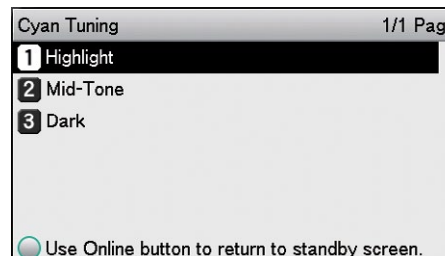 Cyan Tuning 1/1 Pag
1 Highlight
2 Mid-Tone
3 Dark
Use Online button to return to standby screen.